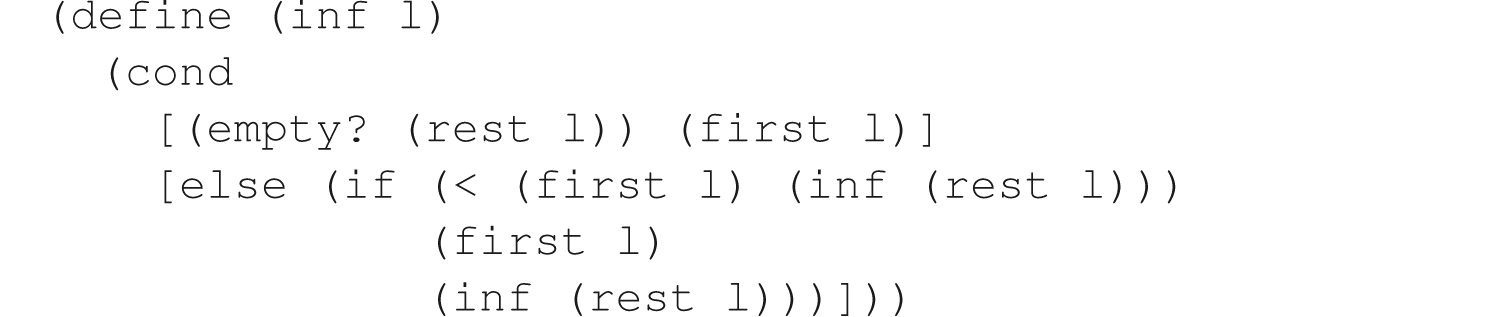 (define (inf l)
  (cond
    [(empty? (rest l)) (first l)]
    [else (if (< (first l) (inf (rest l)))
              (first l)
              (inf (rest l)))]))